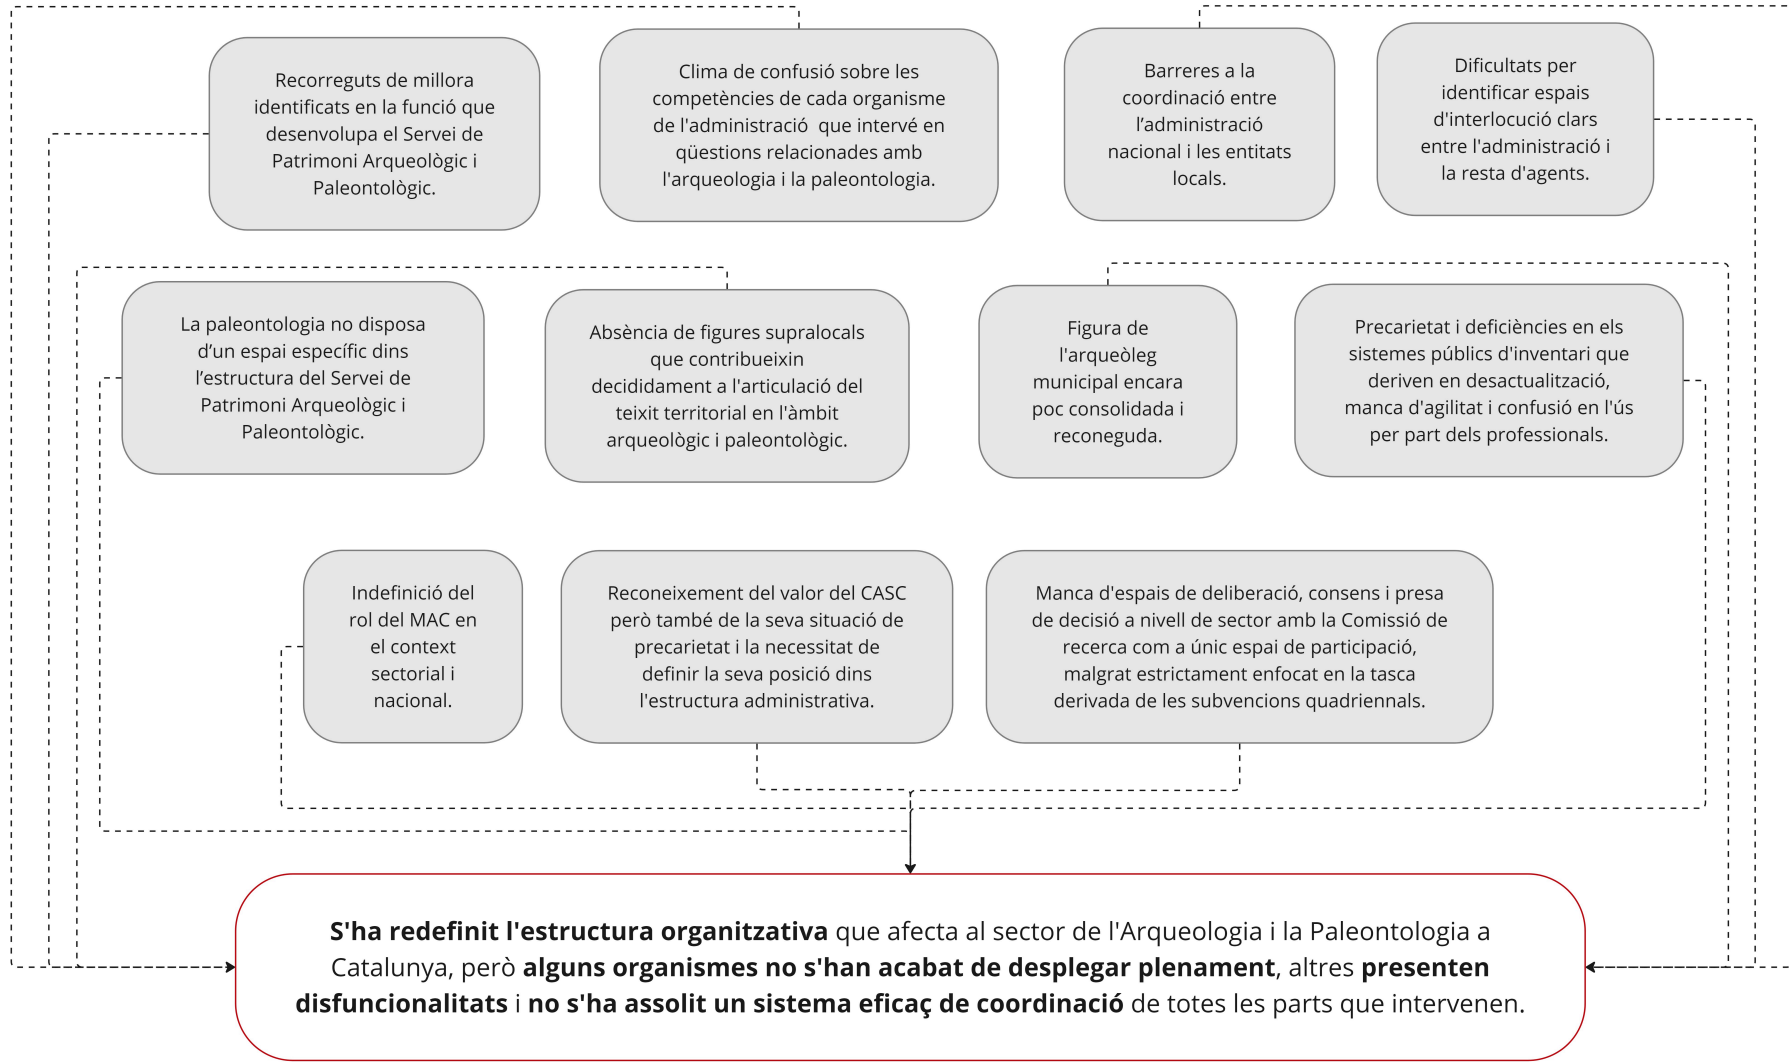 Recorreguts de millora
identificats en la funció que
desenvolupa el Servei de
Patrimoni Arqueològic i
Paleontològic.
Clima de confusió sobre les
competències de cada organisme
de l'administració  que intervé en
qüestions relacionades amb
l'arqueologia i la paleontologia.
Barreres a la
coordinació entre
l’administració
nacional i les entitats
locals.
Dificultats per
identificar espais
d'interlocució clars
entre l'administració i
la resta d'agents.
La paleontologia no disposa
d’un espai específic dins
l’estructura del Servei de
Patrimoni Arqueològic i
Paleontològic.
Absència de figures supralocals
que contribueixin
decididament a l'articulació del
teixit territorial en l'àmbit
arqueològic i paleontològic.
Figura de
l'arqueòleg
municipal encara
poc consolidada i
reconeguda.
Precarietat i deficiències en els
sistemes públics d'inventari que
deriven en desactualització,
manca d'agilitat i confusió en l'ús
per part dels professionals.
Indefinició del
rol del MAC en
el context
sectorial i
nacional.
Reconeixement del valor del CASC
però també de la seva situació de
precarietat i la necessitat de
definir la seva posició dins
l'estructura administrativa.
Manca d'espais de deliberació, consens i presa
de decisió a nivell de sector amb la Comissió de
recerca com a únic espai de participació,
malgrat estrictament enfocat en la tasca
derivada de les subvencions quadriennals.
S'ha redefinit l'estructura organitzativa que afecta al sector de l'Arqueologia i la Paleontologia a
Catalunya, però alguns organismes no s'han acabat de desplegar plenament, altres presenten
disfuncionalitats i no s'ha assolit un sistema eficaç de coordinació de totes les parts que intervenen.